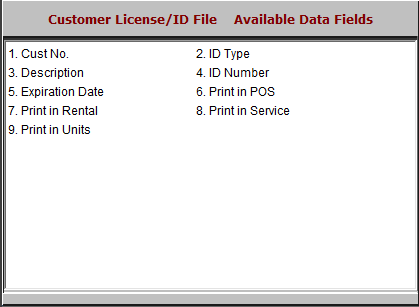 Customer License/ID File    Available Data Fields
1. Cust No.    2. ID Type
3. Description    4. ID Number
5. Expiration Date    6. Print in POS
7. Print in Rental    8. Print in Service
9. Print in Units